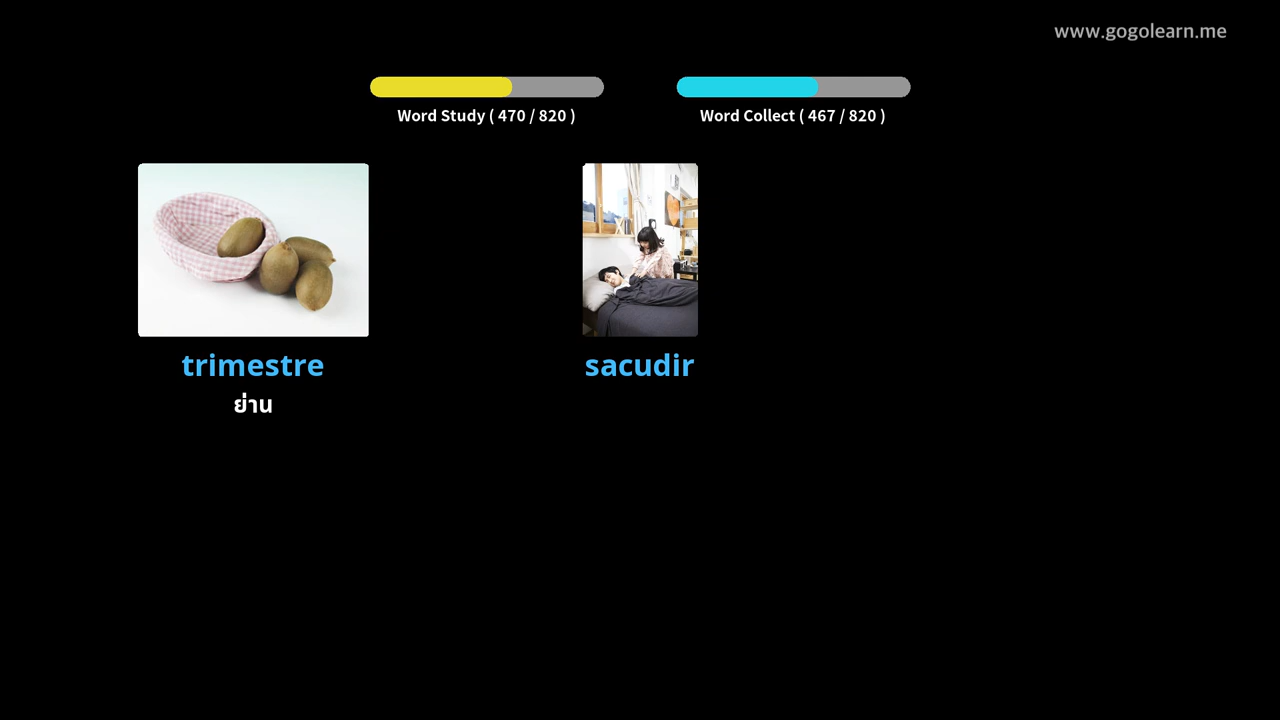 www.gogolearn.me
Word Study ( 470 / 820 )
Word Collect ( 467 / 820 )
trimestre
ย่าน
sacudir